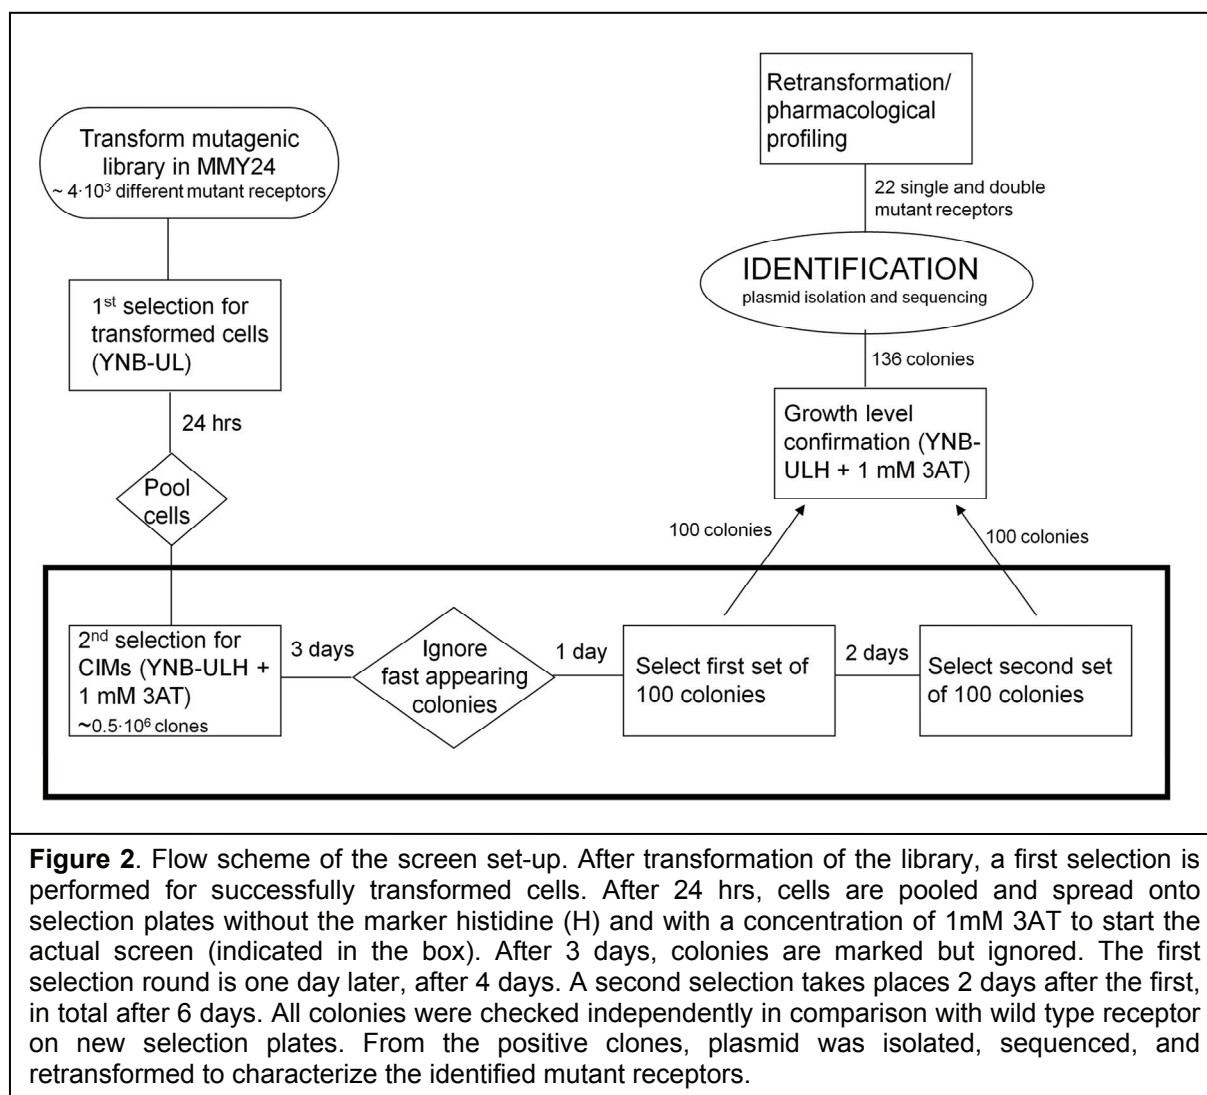 Transform mutagenic
library in MMY24
~ 4·10³ different mutant receptors
1st selection for
transformed cells
(YNB-UL)
24 hrs
Pool
cells
2nd selection for
CIMs (YNB-ULH +
1 mM 3AT)
~0.5·10⁶ clones
3 days
Ignore
fast appearing
colonies
1 day
Select first set of
100 colonies
2 days
Select second set
of 100 colonies
100 colonies
100 colonies
Growth level
confirmation (YNB-
ULH + 1 mM 3AT)
136 colonies
IDENTIFICATION
plasmid isolation and sequencing
22 single and double
mutant receptors
Retransformation/
pharmacological
profiling
Figure 2. Flow scheme of the screen set-up. After transformation of the library, a first selection is
performed for successfully transformed cells. After 24 hrs, cells are pooled and spread onto
selection plates without the marker histidine (H) and with a concentration of 1mM 3AT to start the
actual screen (indicated in the box). After 3 days, colonies are marked but ignored. The first
selection round is one day later, after 4 days. A second selection takes places 2 days after the first,
in total after 6 days. All colonies were checked independently in comparison with wild type receptor
on new selection plates. From the positive clones, plasmid was isolated, sequenced, and
retransformed to characterize the identified mutant receptors.